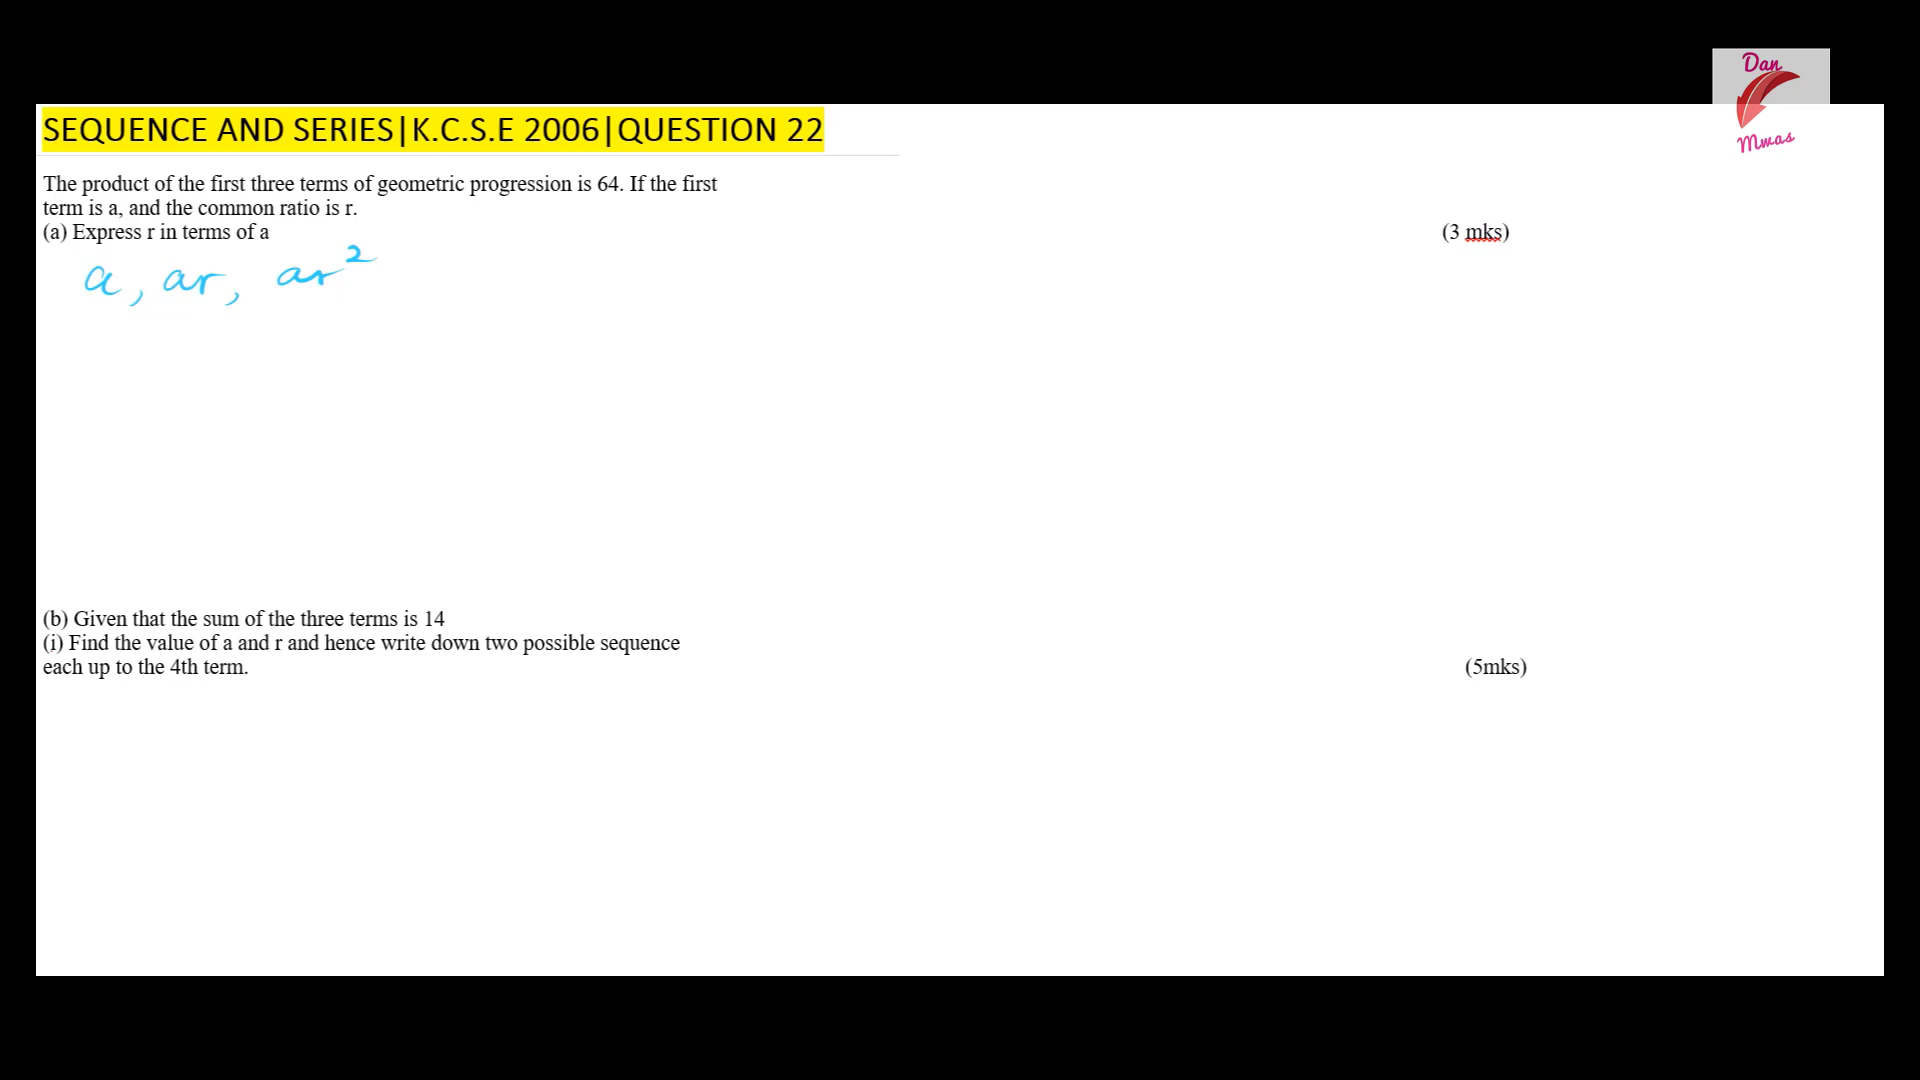 Dan
Mwas
SEQUENCE AND SERIES|K.C.S.E 2006|QUESTION 22
The product of the first three terms of geometric progression is 64. If the first
term is a, and the common ratio is r.
(a) Express r in terms of a (3 mks)
a, ar, ar²
(b) Given that the sum of the three terms is 14
(i) Find the value of a and r and hence write down two possible sequence
each up to the 4th term. (5mks)